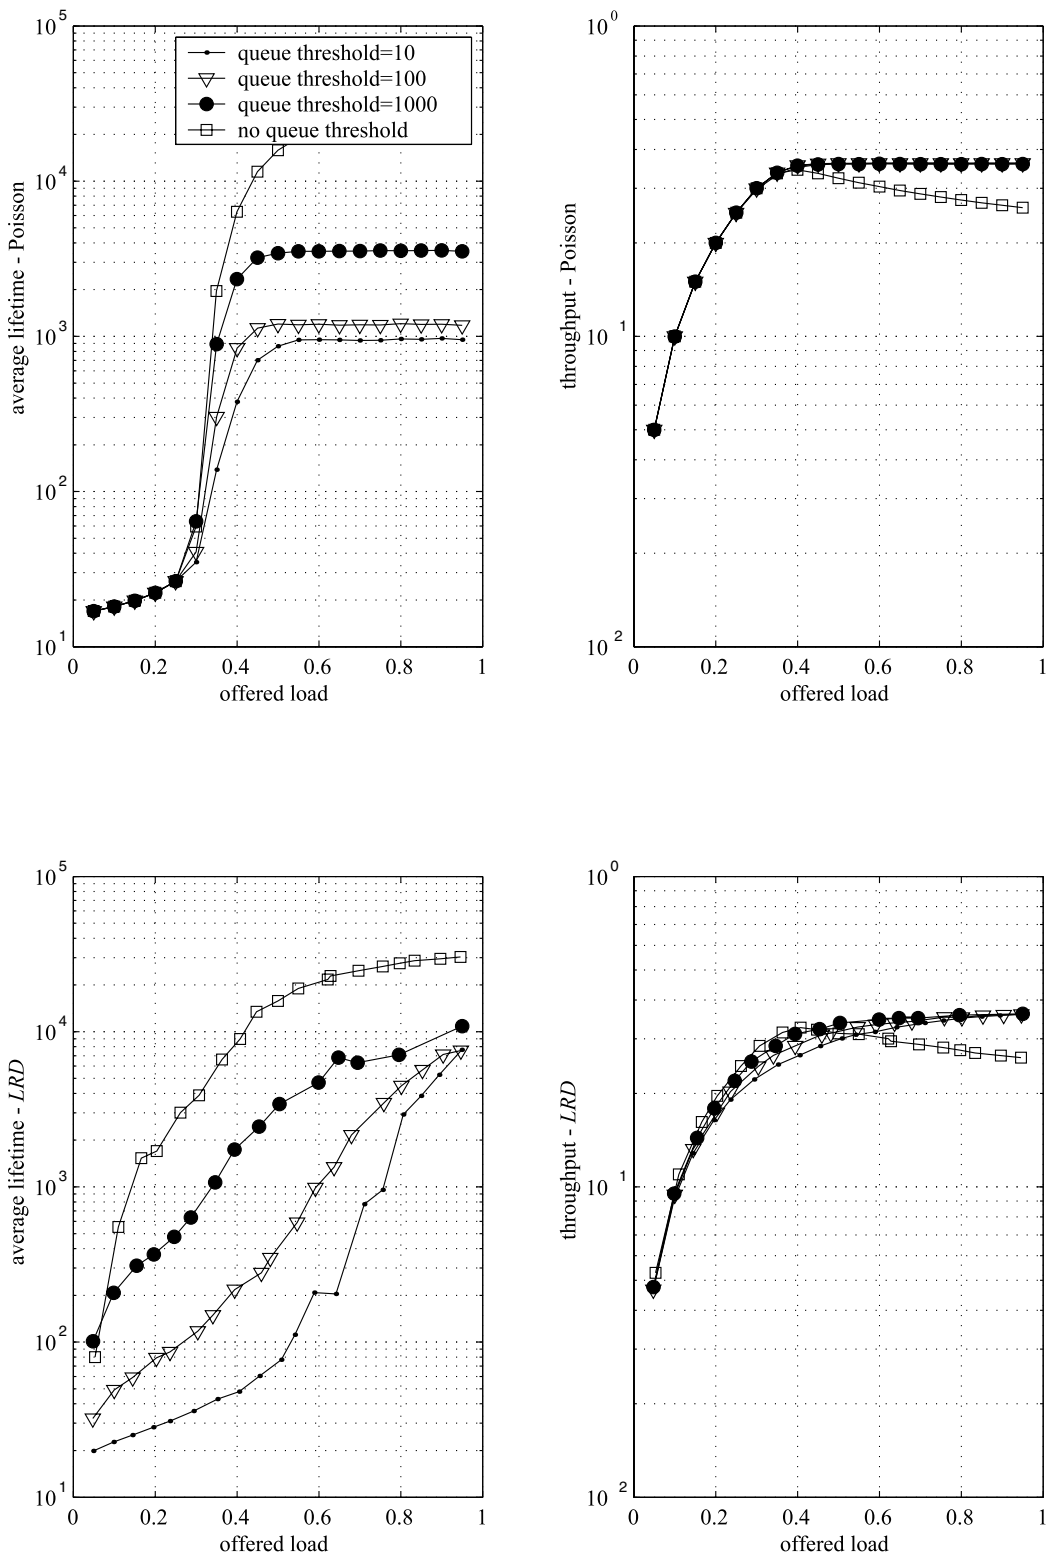 10^5
queue threshold=10
queue threshold=100
queue threshold=1000
no queue threshold
10^4
10^3
10^2
10^1
average lifetime - Poisson
0 0.2 0.4 0.6 0.8 1
offered load
10^0
10^1
10^2
throughput - Poisson
0 0.2 0.4 0.6 0.8 1
offered load
10^5
10^4
10^3
10^2
10^1
average lifetime - LRD
0 0.2 0.4 0.6 0.8 1
offered load
10^0
10^1
10^2
throughput - LRD
0 0.2 0.4 0.6 0.8 1
offered load